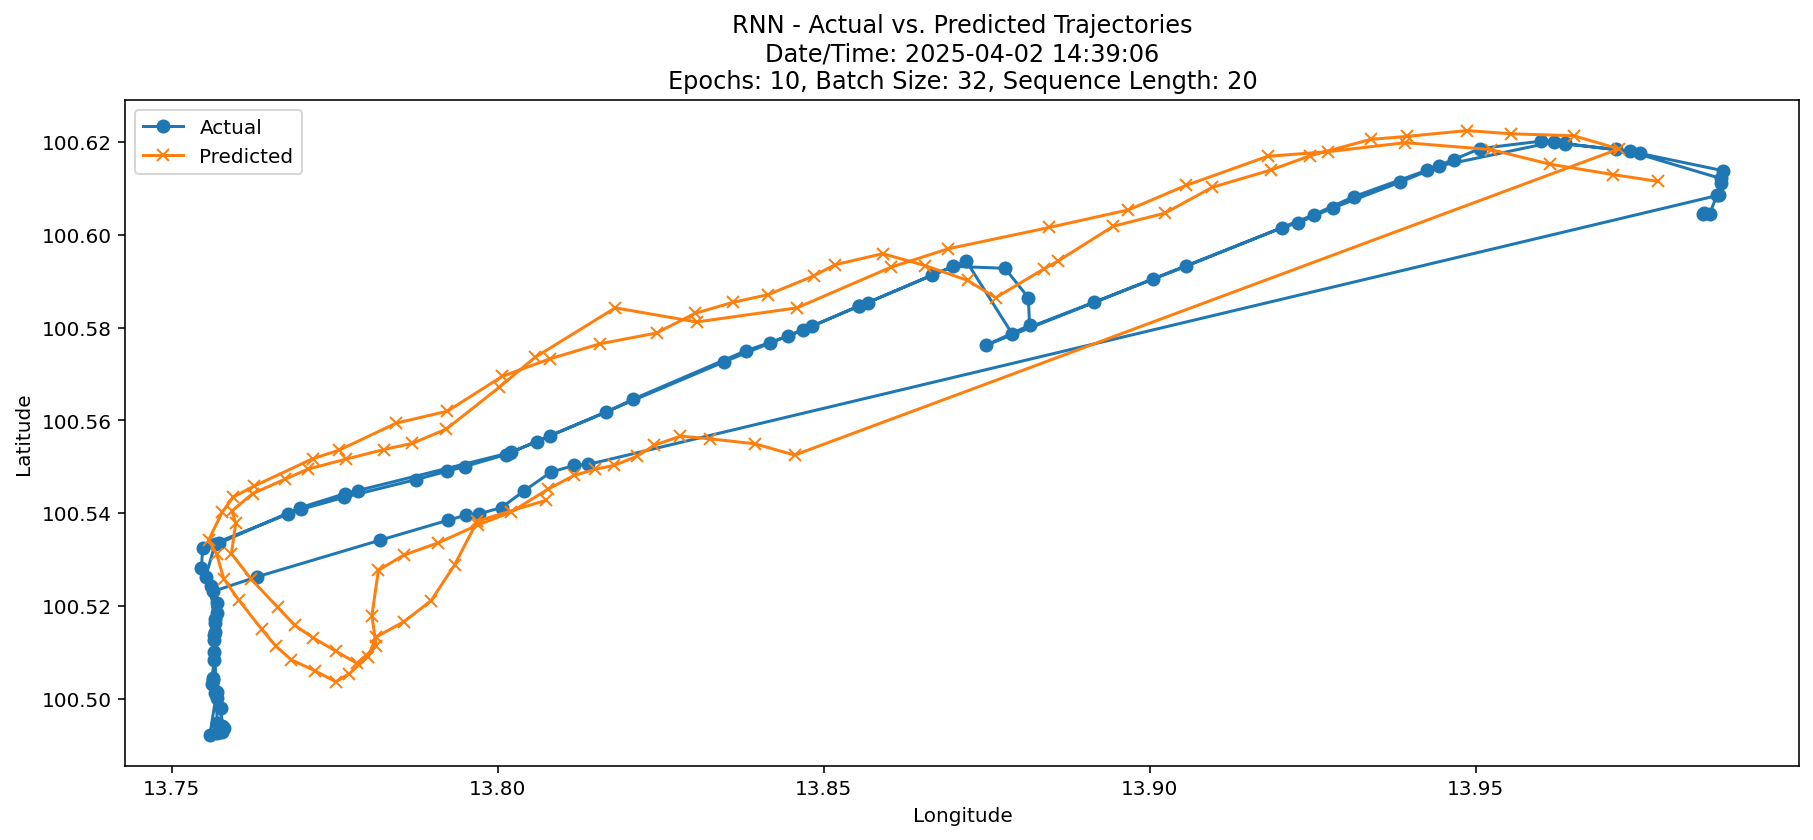 RNN - Actual vs. Predicted Trajectories
Date/Time: 2025-04-02 14:39:06
Epochs: 10, Batch Size: 32, Sequence Length: 20
Actual
Predicted
Latitude
100.62
100.60
100.58
100.56
100.54
100.52
100.50
13.75
13.80
13.85
13.90
13.95
Longitude